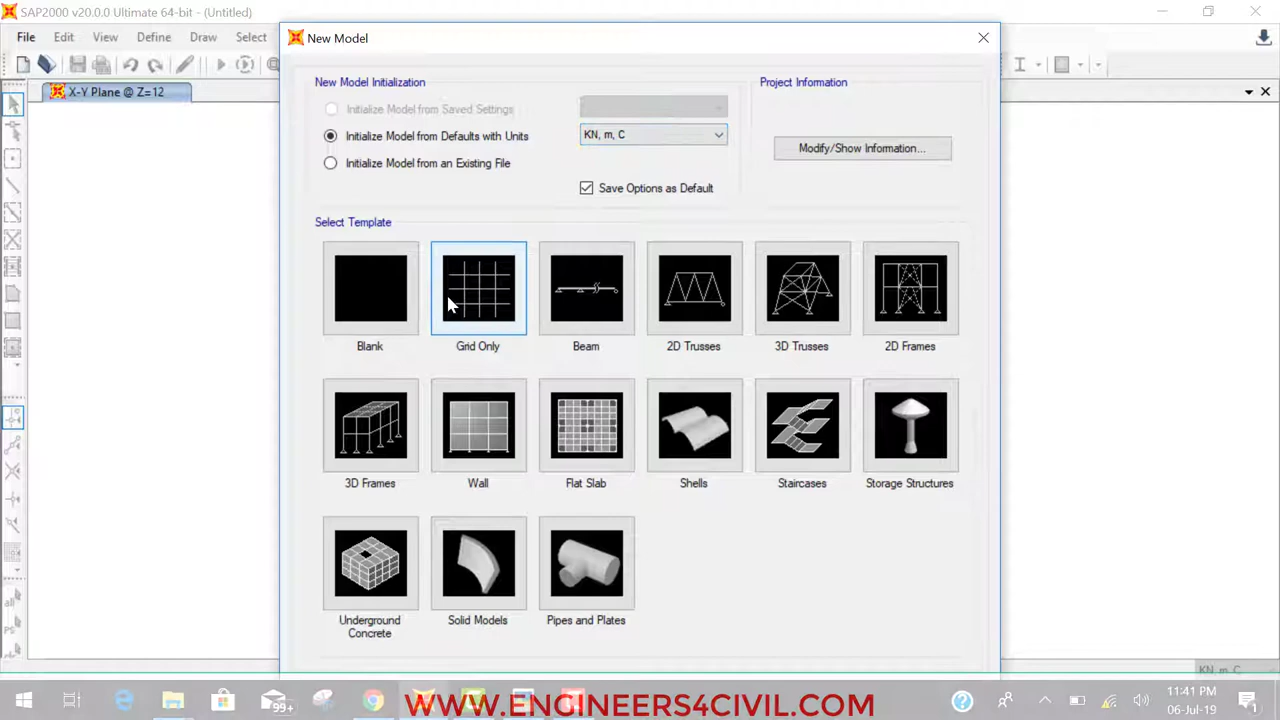 SAP2000 v20.0.0 Ultimate 64-bit - (Untitled)
File Edit View Define Draw Select
X-Y Plane @ Z=12
New Model
New Model Initialization
Initialize Model from Saved Settings
Initialize Model from Defaults with Units
KN, m, C
Initialize Model from an Existing File
Save Options as Default
Project Information
Modify/Show Information...
Select Template
Blank
Grid Only
Beam
2D Trusses
3D Trusses
2D Frames
3D Frames
Wall
Flat Slab
Shells
Staircases
Storage Structures
Underground
Concrete
Solid Models
Pipes and Plates
KN, m, C
all
99+
WWW.ENGINEERS4CIVIL.COM
11:41 PM
06-Jul-19
1